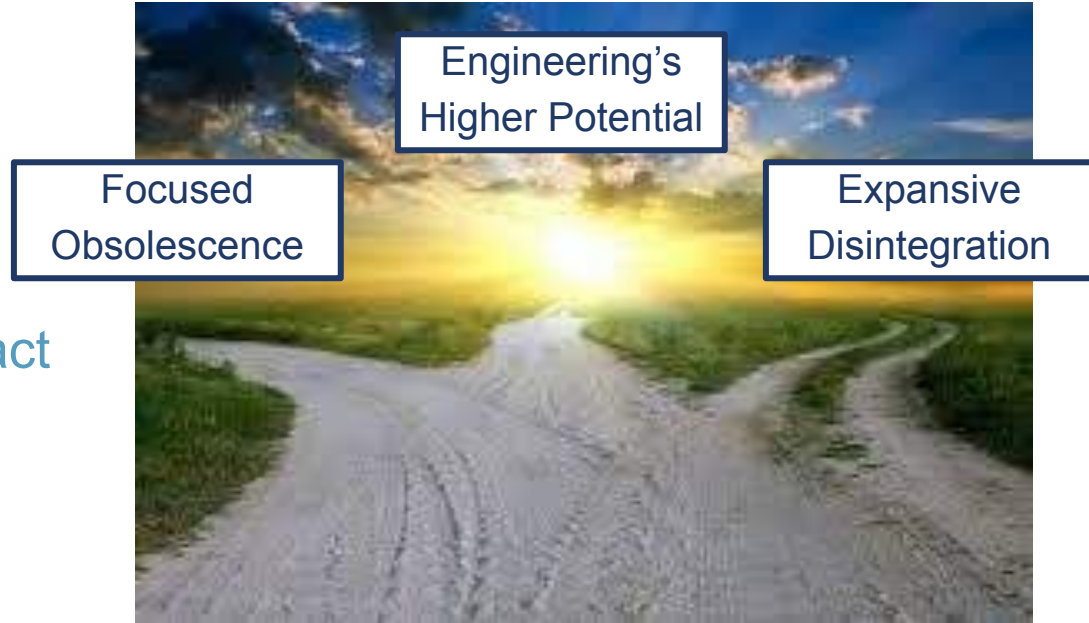 Engineering's
Higher Potential
Focused
Obsolescence
Expansive
Disintegration
act